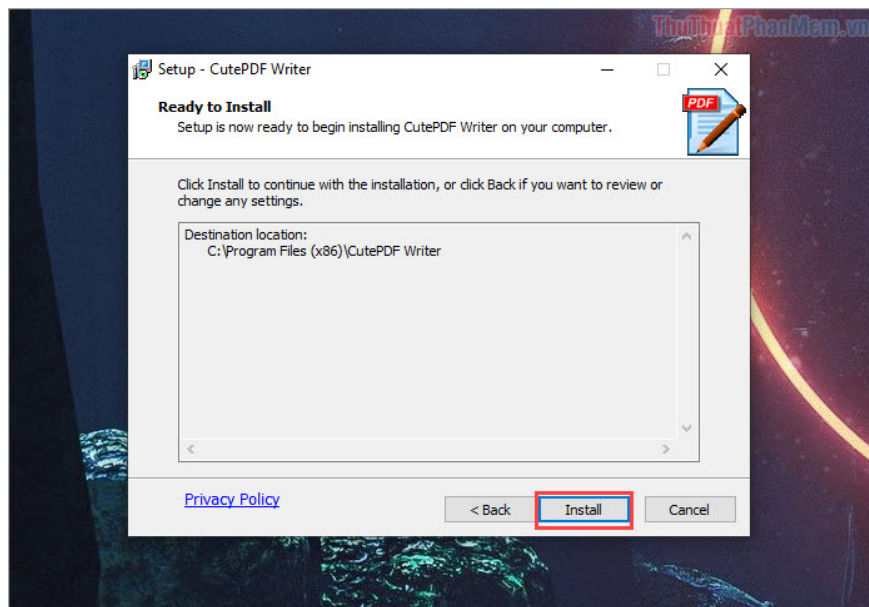 ThuThuatPhanMem.vn
Setup - CutePDF Writer
Ready to Install
Setup is now ready to begin installing CutePDF Writer on your computer.
PDF
Click Install to continue with the installation, or click Back if you want to review or
change any settings.
Destination location:
C:\Program Files (x86)\CutePDF Writer
Privacy Policy
< Back
Install
Cancel